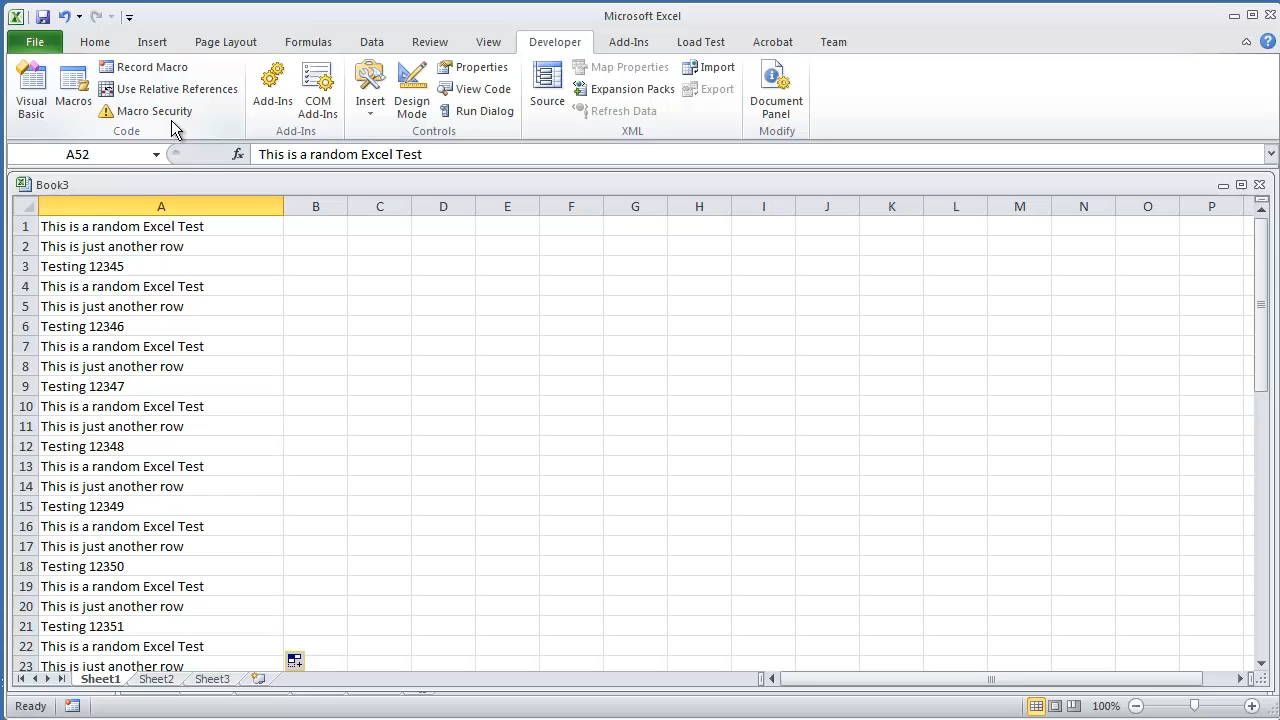 Microsoft Excel
File Home Insert Page Layout Formulas Data Review View Developer Add-Ins Load Test Acrobat Team
Visual Basic
Macros
Record Macro
Use Relative References
Macro Security
Code
Add-Ins
COM Add-Ins
Add-Ins
Insert
Design Mode
Properties
View Code
Run Dialog
Controls
Source
Map Properties
Expansion Packs
Refresh Data
Import
Export
XML
Document Panel
Modify
A52 fx This is a random Excel Test
Book3
A B C D E F G H I J K L M N O P
1 This is a random Excel Test
2 This is just another row
3 Testing 12345
4 This is a random Excel Test
5 This is just another row
6 Testing 12346
7 This is a random Excel Test
8 This is just another row
9 Testing 12347
10 This is a random Excel Test
11 This is just another row
12 Testing 12348
13 This is a random Excel Test
14 This is just another row
15 Testing 12349
16 This is a random Excel Test
17 This is just another row
18 Testing 12350
19 This is a random Excel Test
20 This is just another row
21 Testing 12351
22 This is a random Excel Test
23 This is just another row
Sheet1 Sheet2 Sheet3
Ready 100%